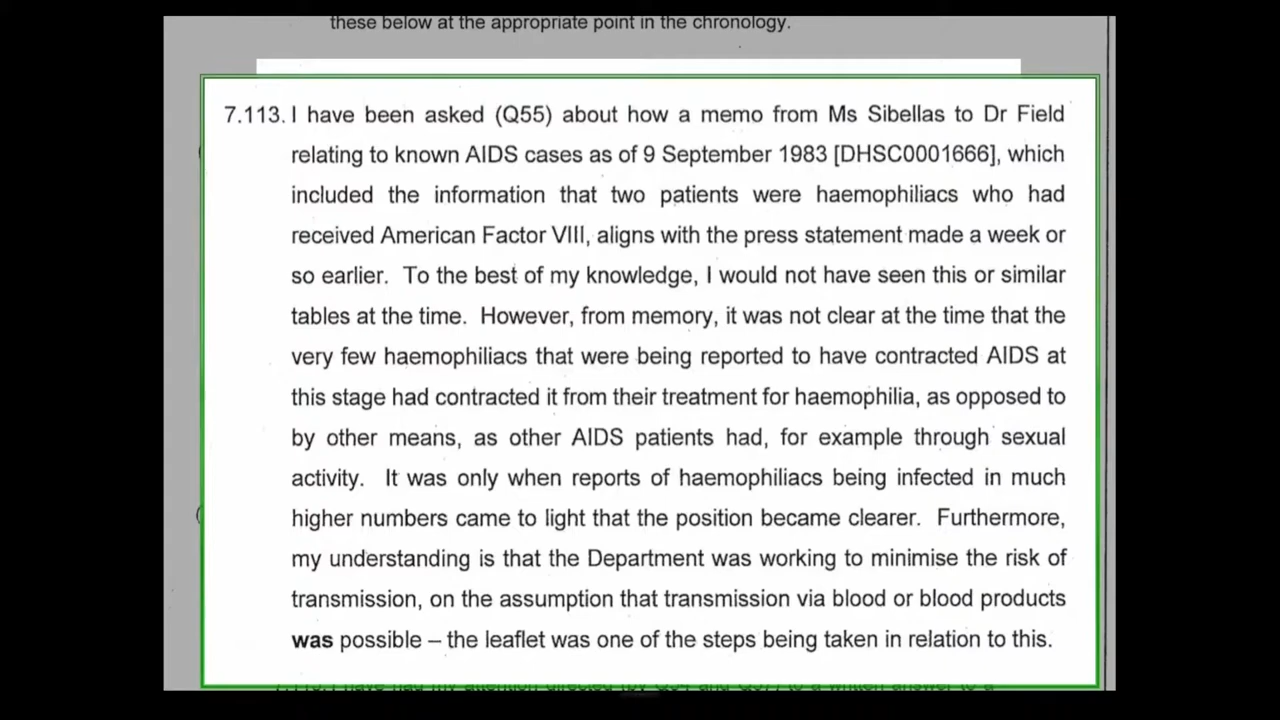 these below at the appropriate point in the chronology.
7.113. I have been asked (Q55) about how a memo from Ms Sibellas to Dr Field
relating to known AIDS cases as of 9 September 1983 [DHSC0001666], which
included the information that two patients were haemophiliacs who had
received American Factor VIII, aligns with the press statement made a week or
so earlier. To the best of my knowledge, I would not have seen this or similar
tables at the time. However, from memory, it was not clear at the time that the
very few haemophiliacs that were being reported to have contracted AIDS at
this stage had contracted it from their treatment for haemophilia, as opposed to
by other means, as other AIDS patients had, for example through sexual
activity. It was only when reports of haemophiliacs being infected in much
higher numbers came to light that the position became clearer. Furthermore,
my understanding is that the Department was working to minimise the risk of
transmission, on the assumption that transmission via blood or blood products
was possible – the leaflet was one of the steps being taken in relation to this.